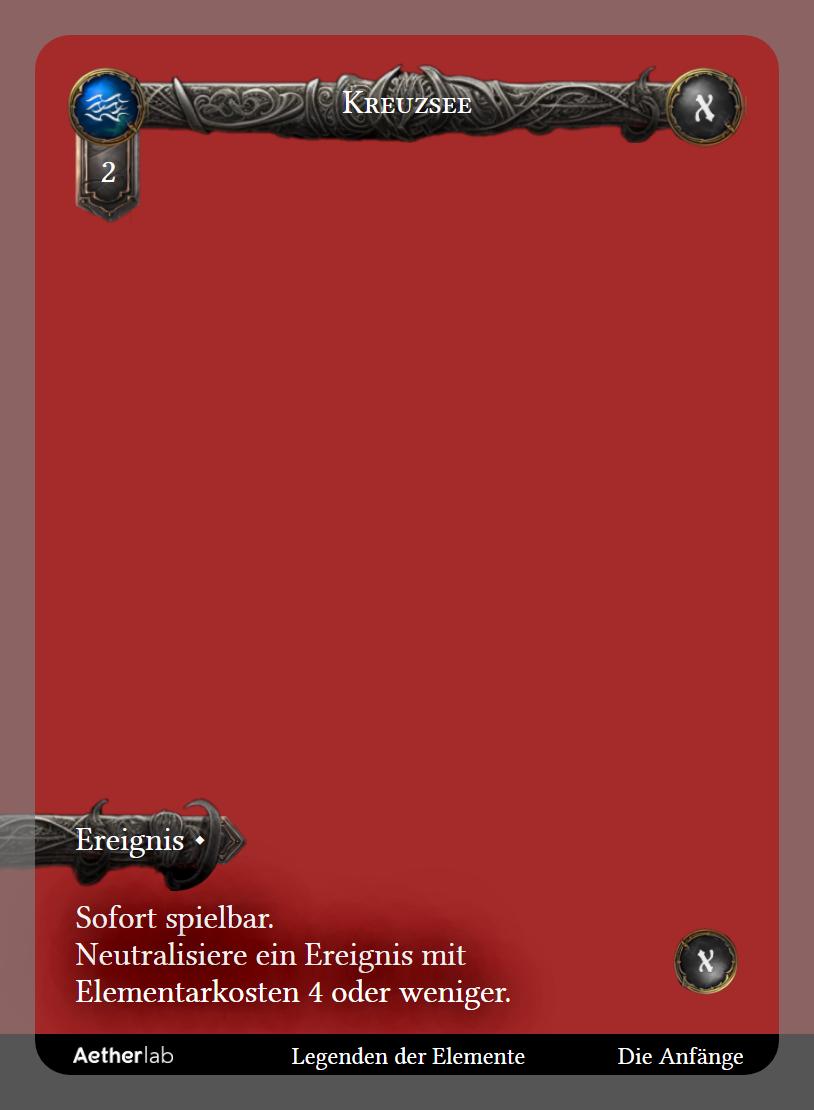 Kreuzsee
2
Ereignis •
Sofort spielbar.
Neutralisiere ein Ereignis mit
Elementarkosten 4 oder weniger.
Aetherlab
Legenden der Elemente
Die Anfänge